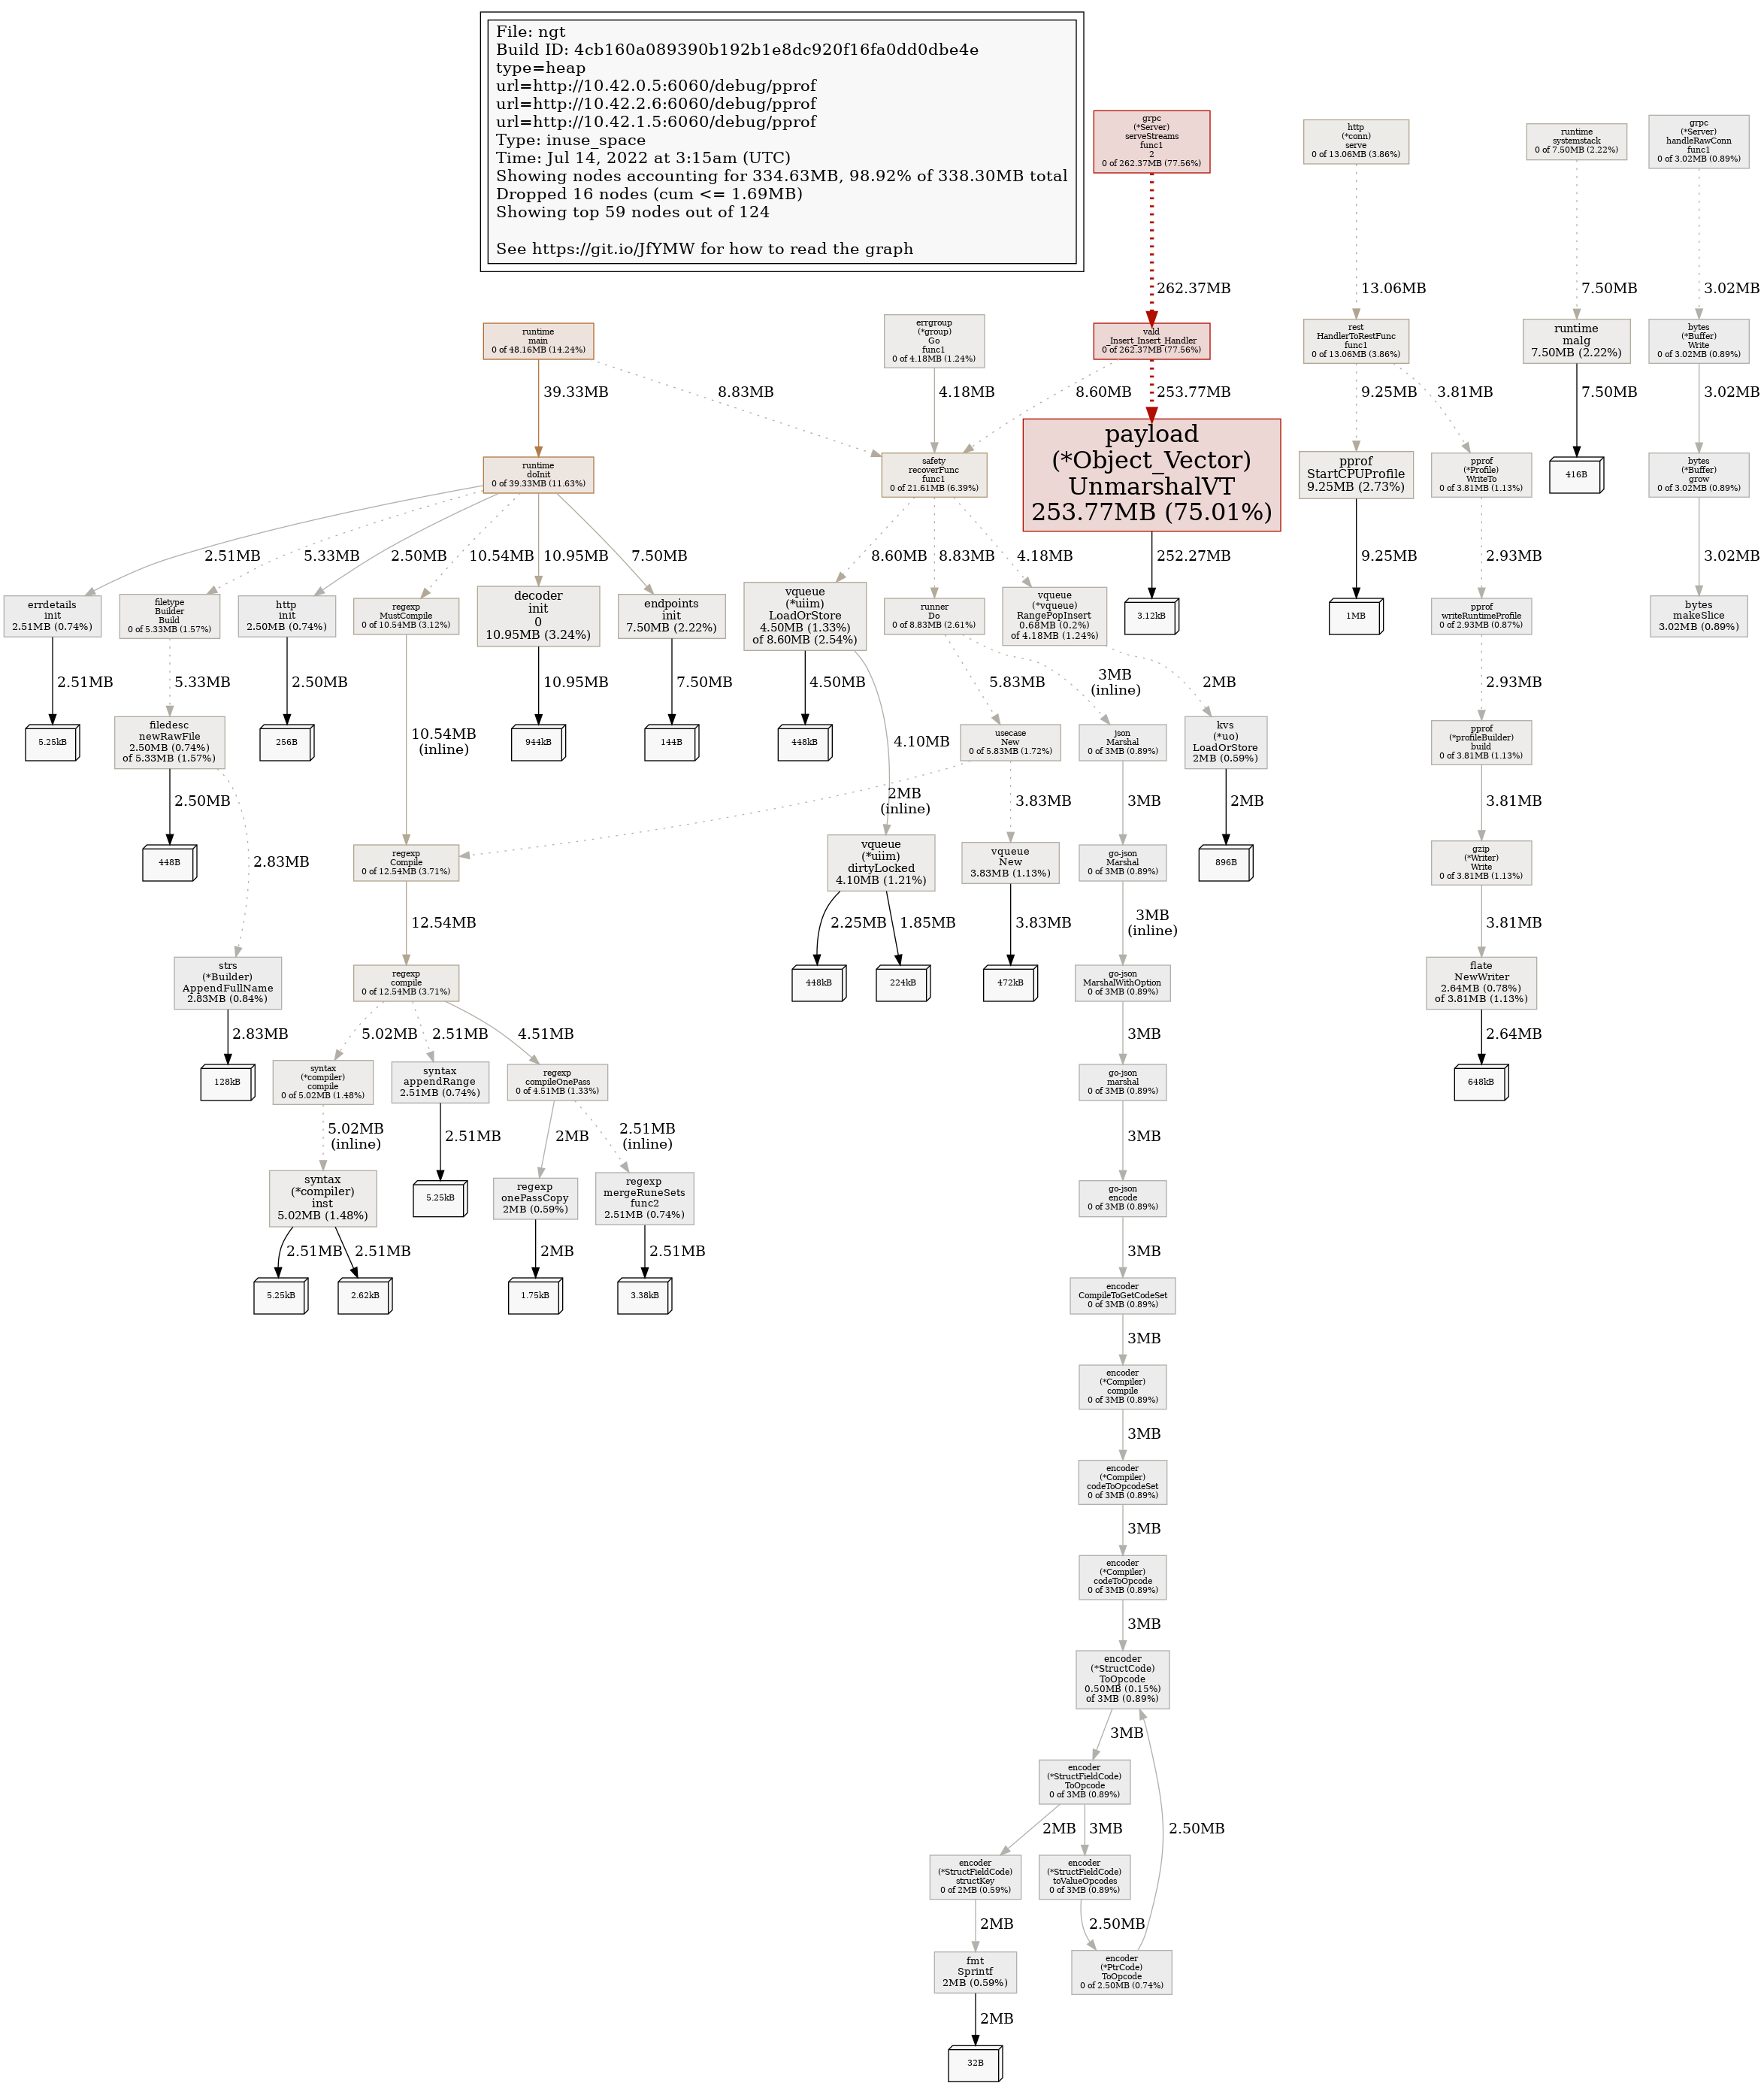 File: ngt
Build ID: 4cb160a089390b192b1e8dc920f16fa0dd0dbe4e
type=heap
url=http://10.42.0.5:6060/debug/pprof
url=http://10.42.2.6:6060/debug/pprof
url=http://10.42.1.5:6060/debug/pprof
Type: inuse_space
Time: Jul 14, 2022 at 3:15am (UTC)
Showing nodes accounting for 334.63MB, 98.92% of 338.30MB total
Dropped 16 nodes (cum <= 1.69MB)
Showing top 59 nodes out of 124
See https://git.io/JfYMW for how to read the graph
grpc
(*Server)
serveStreams
func1
2
0 of 262.37MB (77.56%)
http
(*conn)
serve
0 of 13.06MB (3.86%)
runtime
systemstack
0 of 7.50MB (2.22%)
grpc
(*Server)
handleRawConn
func1
0 of 3.02MB (0.89%)
262.37MB
13.06MB
7.50MB
3.02MB
runtime
main
0 of 48.16MB (14.24%)
errgroup
(*group)
Go
func1
0 of 4.18MB (1.24%)
vald
_Insert_Insert_Handler
0 of 262.37MB (77.56%)
rest
HandlerToRestFunc
func1
0 of 13.06MB (3.86%)
runtime
malg
7.50MB (2.22%)
bytes
(*Buffer)
Write
0 of 3.02MB (0.89%)
39.33MB
8.83MB
4.18MB
8.60MB
253.77MB
9.25MB
3.81MB
7.50MB
3.02MB
runtime
doInit
0 of 39.33MB (11.63%)
safety
recoverFunc
func1
0 of 21.61MB (6.39%)
payload
(*Object_Vector)
UnmarshalVT
253.77MB (75.01%)
pprof
StartCPUProfile
9.25MB (2.73%)
pprof
(*Profile)
WriteTo
0 of 3.81MB (1.13%)
416B
bytes
(*Buffer)
grow
0 of 3.02MB (0.89%)
2.51MB
5.33MB
2.50MB
10.54MB
10.95MB
7.50MB
8.60MB
8.83MB
4.18MB
252.27MB
9.25MB
2.93MB
3.02MB
errdetails
init
2.51MB (0.74%)
filetype
Builder
Build
0 of 5.33MB (1.57%)
http
init
2.50MB (0.74%)
regexp
MustCompile
0 of 10.54MB (3.12%)
decoder
init
0
10.95MB (3.24%)
endpoints
init
7.50MB (2.22%)
vqueue
(*uiim)
LoadOrStore
4.50MB (1.33%)
of 8.60MB (2.54%)
runner
Do
0 of 8.83MB (2.61%)
vqueue
(*vqueue)
RangePopInsert
0.68MB (0.2%)
of 4.18MB (1.24%)
3.12kB
1MB
pprof
writeRuntimeProfile
0 of 2.93MB (0.87%)
bytes
makeSlice
3.02MB (0.89%)
2.51MB
5.33MB
2.50MB
10.54MB
(inline)
10.95MB
7.50MB
4.50MB
4.10MB
5.83MB
3MB
(inline)
2MB
2.93MB
5.25kB
filedesc
newRawFile
2.50MB (0.74%)
of 5.33MB (1.57%)
256B
944kB
144B
448kB
usecase
New
0 of 5.83MB (1.72%)
json
Marshal
0 of 3MB (0.89%)
kvs
(*uo)
LoadOrStore
2MB (0.59%)
pprof
(*profileBuilder)
build
0 of 3.81MB (1.13%)
2.50MB
2.83MB
2MB
(inline)
3.83MB
3MB
2MB
3.81MB
448B
regexp
Compile
0 of 12.54MB (3.71%)
vqueue
(*uiim)
dirtyLocked
4.10MB (1.21%)
vqueue
New
3.83MB (1.13%)
go-json
Marshal
0 of 3MB (0.89%)
896B
gzip
(*Writer)
Write
0 of 3.81MB (1.13%)
12.54MB
2.25MB
1.85MB
3.83MB
3MB
(inline)
3.81MB
strs
(*Builder)
AppendFullName
2.83MB (0.84%)
regexp
compile
0 of 12.54MB (3.71%)
448kB
224kB
472kB
go-json
MarshalWithOption
0 of 3MB (0.89%)
flate
NewWriter
2.64MB (0.78%)
of 3.81MB (1.13%)
2.83MB
5.02MB
2.51MB
4.51MB
3MB
2.64MB
128kB
syntax
(*compiler)
compile
0 of 5.02MB (1.48%)
syntax
appendRange
2.51MB (0.74%)
regexp
compileOnePass
0 of 4.51MB (1.33%)
go-json
marshal
0 of 3MB (0.89%)
648kB
5.02MB
(inline)
2.51MB
2MB
2.51MB
(inline)
3MB
syntax
(*compiler)
inst
5.02MB (1.48%)
5.25kB
regexp
onePassCopy
2MB (0.59%)
regexp
mergeRuneSets
func2
2.51MB (0.74%)
go-json
encode
0 of 3MB (0.89%)
2.51MB
2.51MB
2MB
2.51MB
3MB
5.25kB
2.62kB
1.75kB
3.38kB
encoder
CompileToGetCodeSet
0 of 3MB (0.89%)
3MB
encoder
(*Compiler)
compile
0 of 3MB (0.89%)
3MB
encoder
(*Compiler)
codeToOpcodeSet
0 of 3MB (0.89%)
3MB
encoder
(*Compiler)
codeToOpcode
0 of 3MB (0.89%)
3MB
encoder
(*StructCode)
ToOpcode
0.50MB (0.15%)
of 3MB (0.89%)
3MB
encoder
(*StructFieldCode)
ToOpcode
0 of 3MB (0.89%)
2MB
3MB
2.50MB
encoder
(*StructFieldCode)
structKey
0 of 2MB (0.59%)
encoder
(*StructFieldCode)
toValueOpcodes
0 of 3MB (0.89%)
2MB
2.50MB
fmt
Sprintf
2MB (0.59%)
encoder
(*PtrCode)
ToOpcode
0 of 2.50MB (0.74%)
2MB
32B